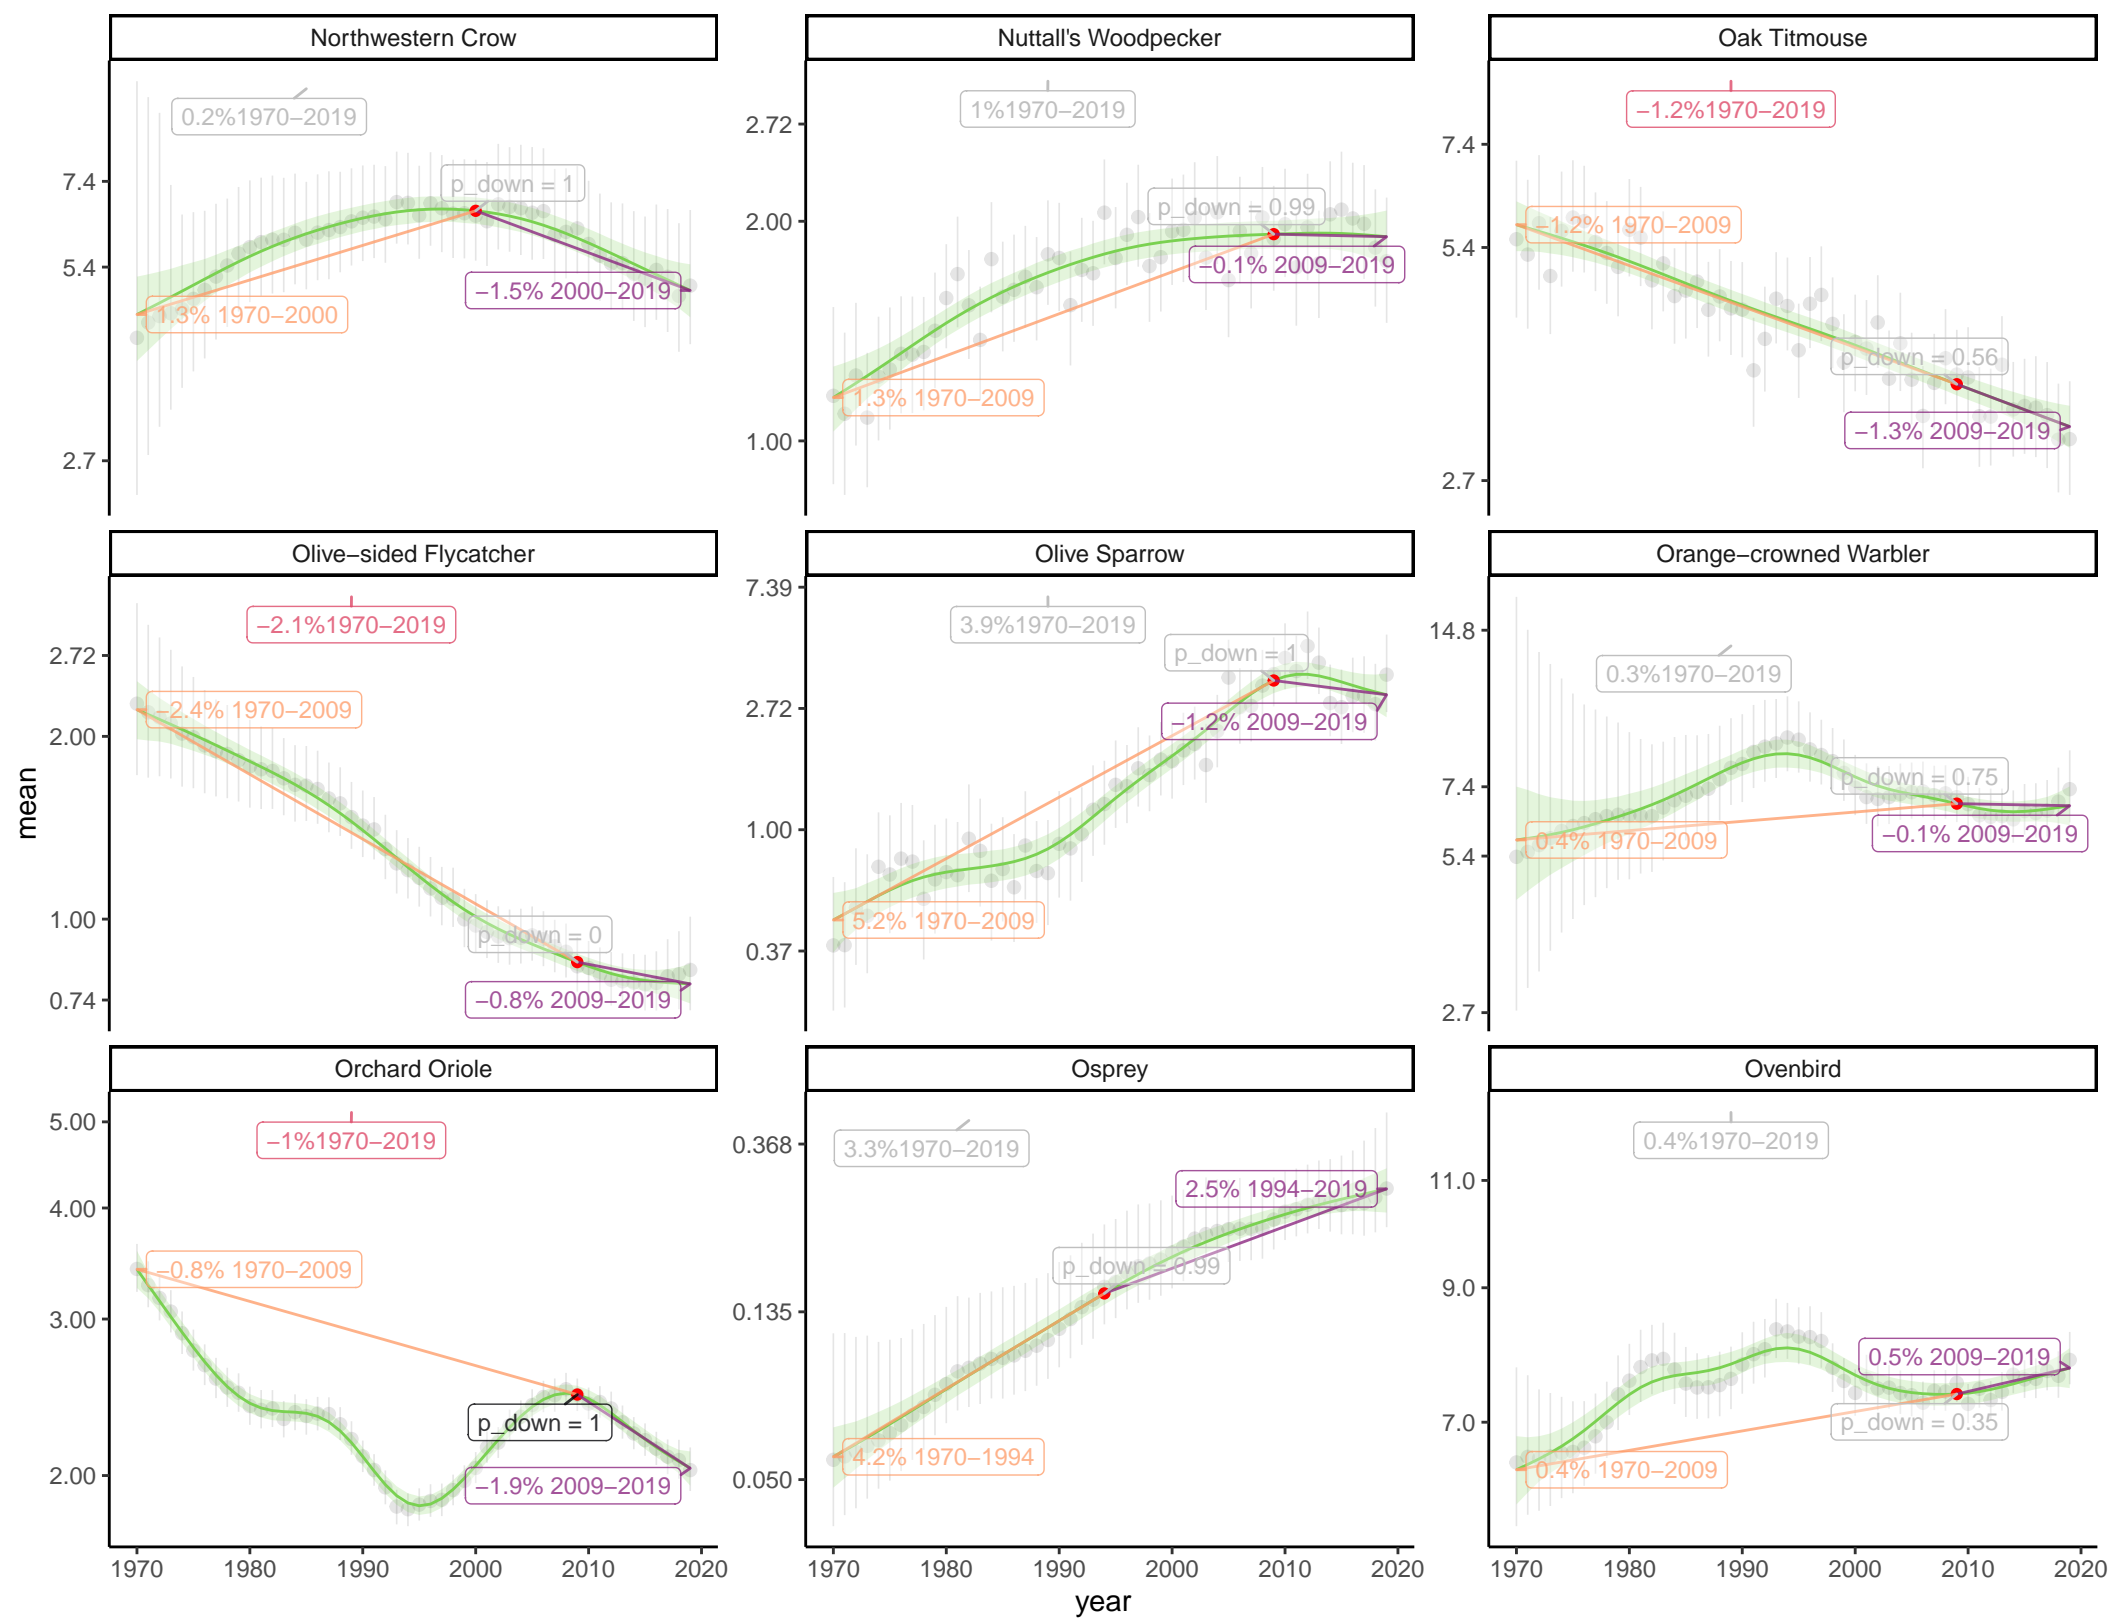 Northwestern Crow
Nuttall's Woodpecker
Oak Titmouse
0.2%1970–2019
7.4
p_down = 1
5.4
−1.5% 2000–2019
1.3% 1970–2000
2.7
1%1970–2019
2.72
p_down = 0.99
2.00
−0.1% 2009–2019
1.3% 1970–2009
1.00
−1.2%1970–2019
7.4
−1.2% 1970–2009
5.4
p_down = 0.56
−1.3% 2009–2019
2.7
Olive−sided Flycatcher
Olive Sparrow
Orange−crowned Warbler
−2.1%1970–2019
2.72
−2.4% 1970–2009
2.00
1.00
p_down = 0
−0.8% 2009–2019
0.74
7.39
3.9%1970–2019
p_down = 1
2.72
−1.2% 2009–2019
1.00
5.2% 1970–2009
0.37
14.8
0.3%1970–2019
p_down = 0.75
7.4
−0.1% 2009–2019
0.4% 1970–2009
5.4
2.7
mean
Orchard Oriole
Osprey
Ovenbird
5.00
−1%1970–2019
4.00
−0.8% 1970–2009
3.00
p_down = 1
2.00
−1.9% 2009–2019
0.368
3.3%1970–2019
2.5% 1994–2019
p_down = 0.99
0.135
4.2% 1970–1994
0.050
0.4%1970–2019
11.0
9.0
0.5% 2009–2019
7.0
p_down = 0.35
0.4% 1970–2009
1970 1980 1990 2000 2010 2020
1970 1980 1990 2000 2010 2020
1970 1980 1990 2000 2010 2020
year